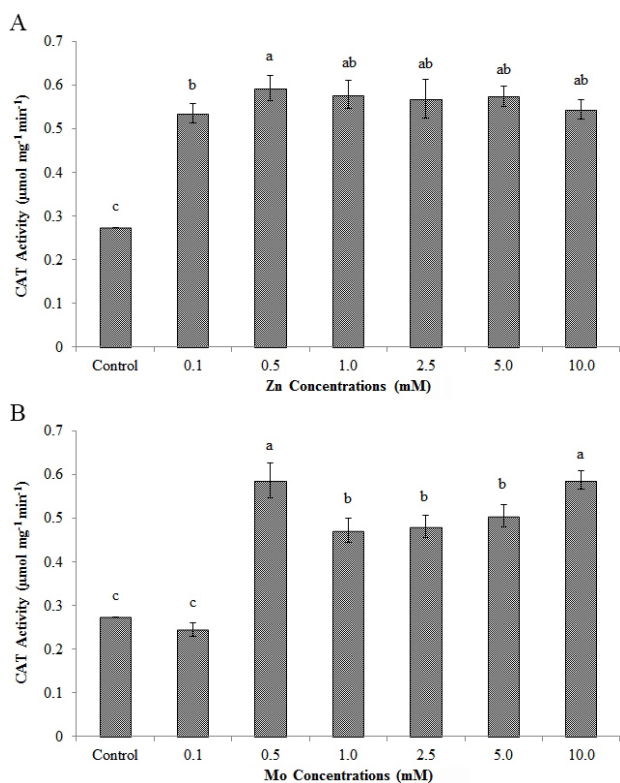 A
CAT Activity (µmol mg⁻¹ min⁻¹)
0.7
0.6
0.5
0.4
0.3
0.2
0.1
0
c
b
a
ab
ab
ab
ab
Control 0.1 0.5 1.0 2.5 5.0 10.0
Zn Concentrations (mM)
B
CAT Activity (µmol mg⁻¹ min⁻¹)
0.7
0.6
0.5
0.4
0.3
0.2
0.1
0
c
c
a
b
b
b
a
Control 0.1 0.5 1.0 2.5 5.0 10.0
Mo Concentrations (mM)